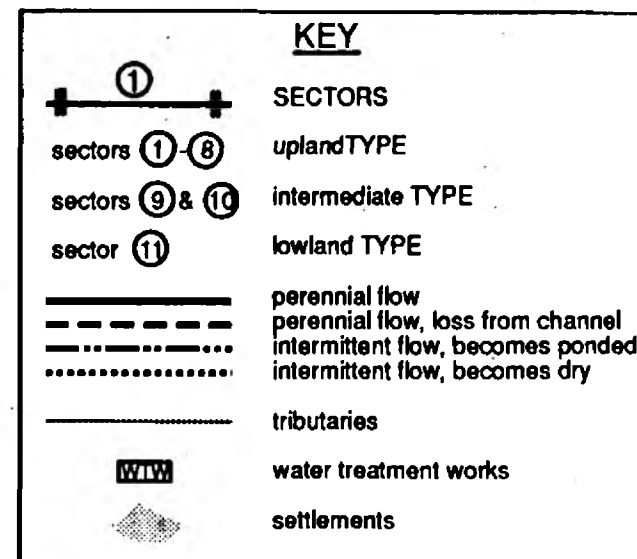 KEY
1 SECTORS
sectors 1-8 uplandTYPE
sectors 9 & 10 intermediate TYPE
sector 11 lowland TYPE
perennial flow
perennial flow, loss from channel
intermittent flow, becomes ponded
intermittent flow, becomes dry
tributaries
WTW water treatment works
settlements